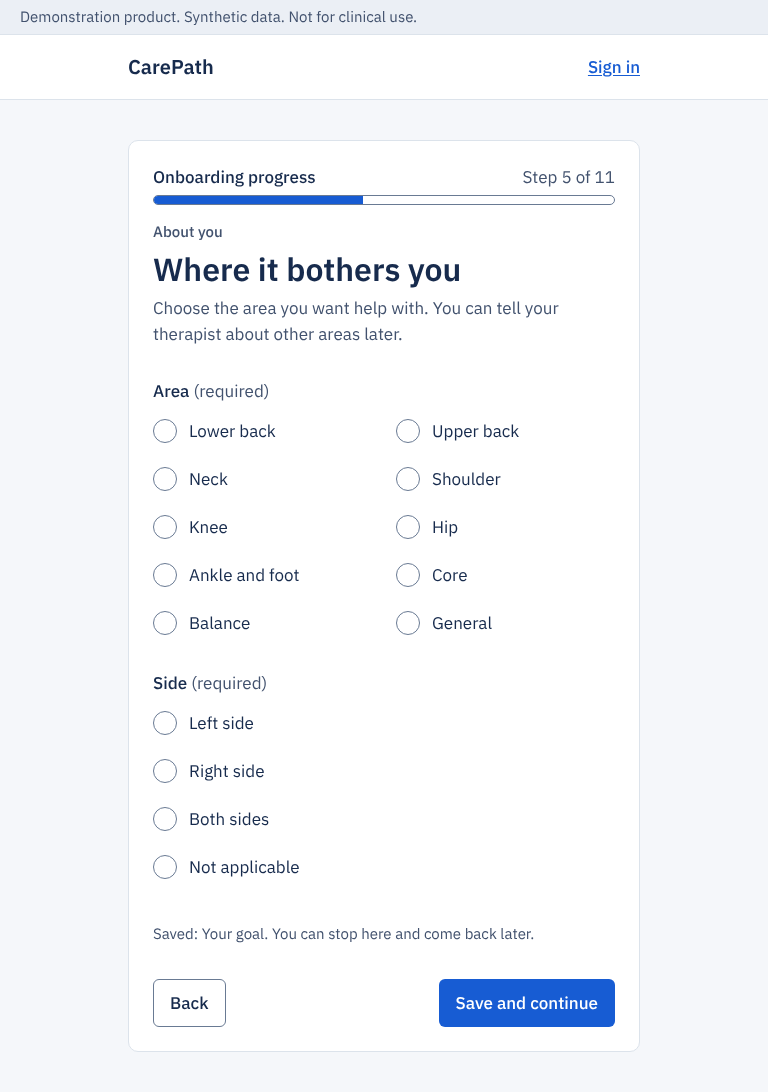 Demonstration product. Synthetic data. Not for clinical use.
CarePath
Sign in
Onboarding progress
Step 5 of 11
About you
Where it bothers you
Choose the area you want help with. You can tell your
therapist about other areas later.
Area (required)
Lower back
Upper back
Neck
Shoulder
Knee
Hip
Ankle and foot
Core
Balance
General
Side (required)
Left side
Right side
Both sides
Not applicable
Saved: Your goal. You can stop here and come back later.
Back
Save and continue